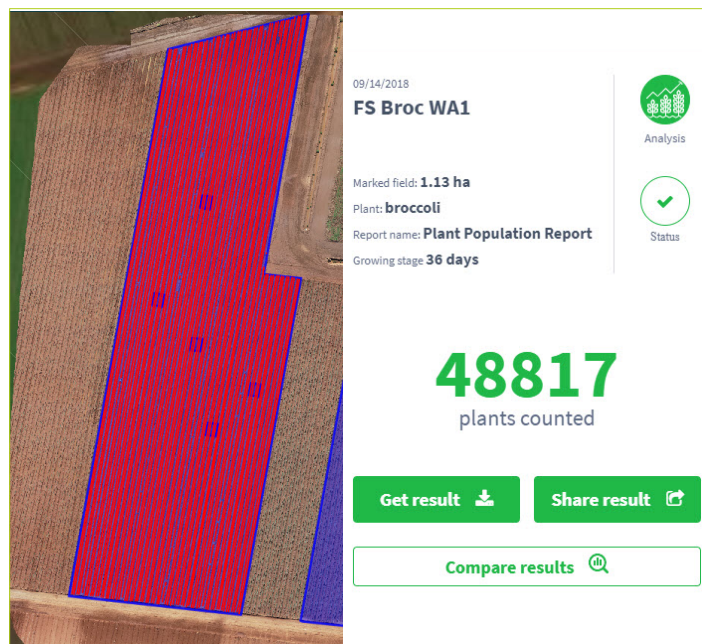 09/14/2018
FS Broc WA1
Analysis
Marked field: 1.13 ha
Plant: broccoli
Report name: Plant Population Report
Growing stage 36 days
Status
48817
plants counted
Get result
Share result
Compare results